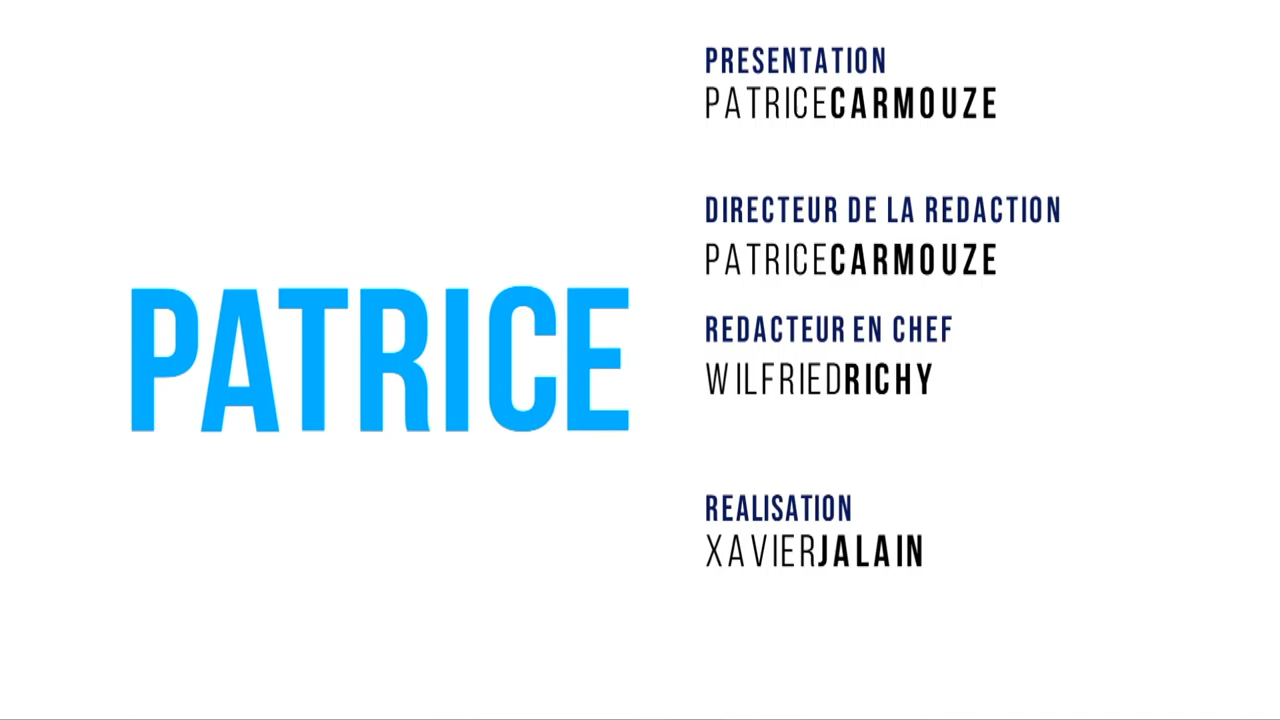 PATRICE
PRESENTATION
PATRICECARMOUZE
DIRECTEUR DE LA REDACTION
PATRICECARMOUZE
REDACTEUR EN CHEF
WILFRIEDRICHY
REALISATION
XAVIERJALAIN